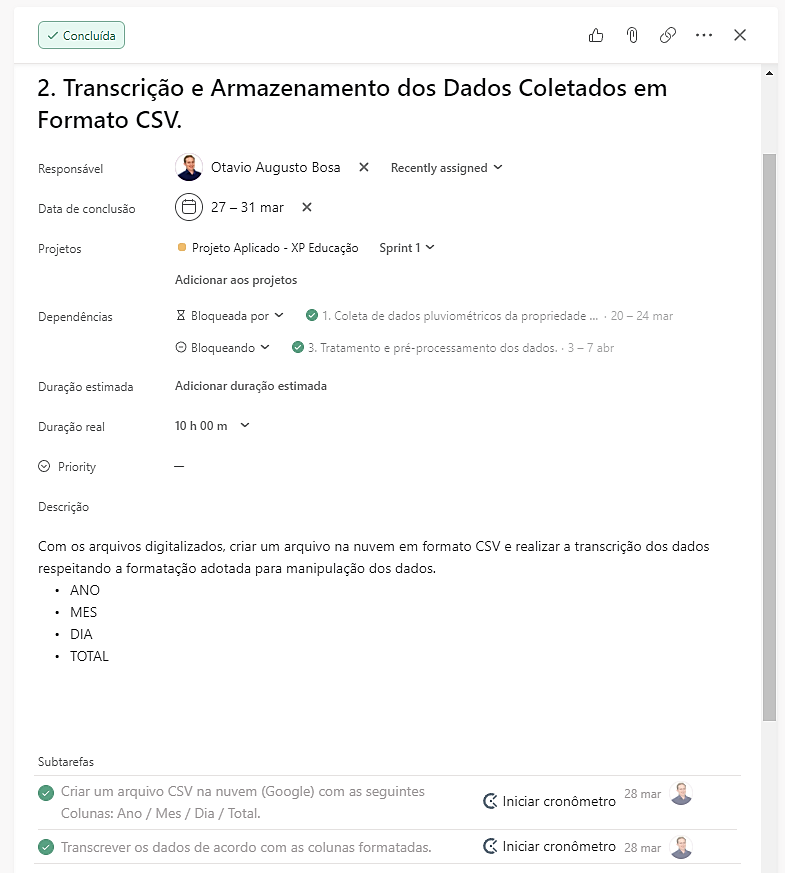 Concluída
2. Transcrição e Armazenamento dos Dados Coletados em
Formato CSV.
Responsável Otavio Augusto Bosa Recently assigned
Data de conclusão 27 – 31 mar
Projetos Projeto Aplicado - XP Educação Sprint 1
Adicionar aos projetos
Dependências Bloqueada por 1. Coleta de dados pluviométricos da propriedade ... · 20 – 24 mar
Bloqueando 3. Tratamento e pré-processamento dos dados. · 3 – 7 abr
Duração estimada Adicionar duração estimada
Duração real 10 h 00 m
Priority —
Descrição
Com os arquivos digitalizados, criar um arquivo na nuvem em formato CSV e realizar a transcrição dos dados
respeitando a formatação adotada para manipulação dos dados.
• ANO
• MES
• DIA
• TOTAL
Subtarefas
Criar um arquivo CSV na nuvem (Google) com as seguintes
Colunas: Ano / Mes / Dia / Total. Iniciar cronômetro 28 mar
Transcrever os dados de acordo com as colunas formatadas. Iniciar cronômetro 28 mar